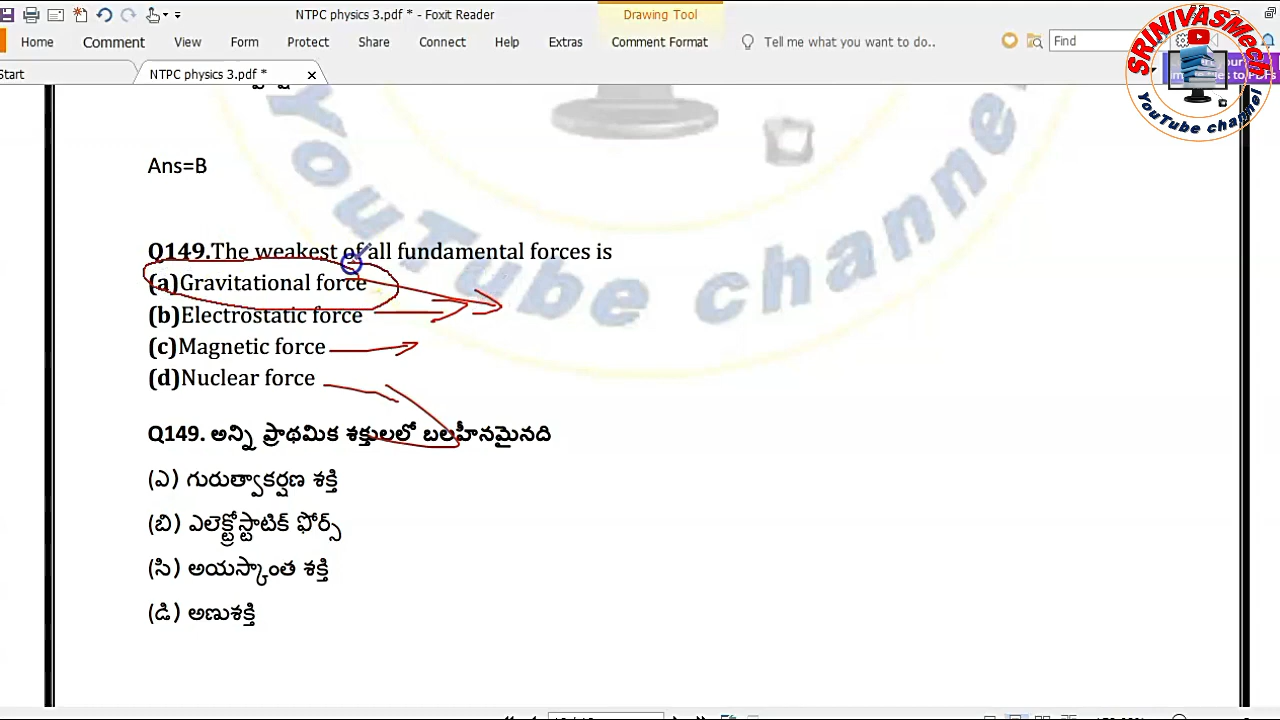 NTPC physics 3.pdf * - Foxit Reader
Drawing Tool
Home Comment View Form Protect Share Connect Help Extras Comment Format Tell me what you want to do.. Find
Start NTPC physics 3.pdf *
SRINIVASMech
YouTube channel
Ans=B
Q149.The weakest of all fundamental forces is
(a)Gravitational force
(b)Electrostatic force
(c)Magnetic force
(d)Nuclear force
Q149. అన్ని ప్రాథమిక శక్తులలో బలహీనమైనది
(ఎ) గురుత్వాకర్షణ శక్తి
(బి) ఎలెక్ట్రోస్టాటిక్ ఫోర్స్
(సి) అయస్కాంత శక్తి
(డి) అణుశక్తి
YouTube channe